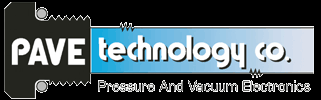 PAVE technology co.
Pressure And Vacuum Electronics